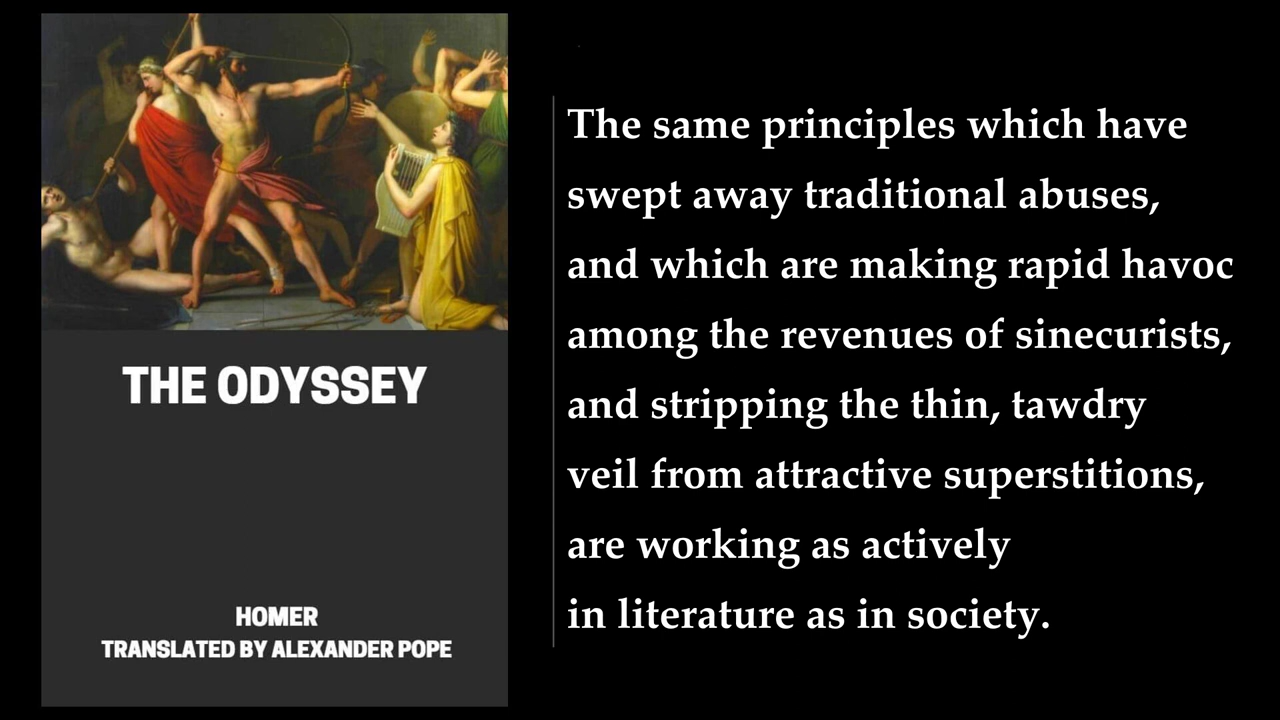 THE ODYSSEY
HOMER
TRANSLATED BY ALEXANDER POPE
The same principles which have
swept away traditional abuses,
and which are making rapid havoc
among the revenues of sinecurists,
and stripping the thin, tawdry
veil from attractive superstitions,
are working as actively
in literature as in society.